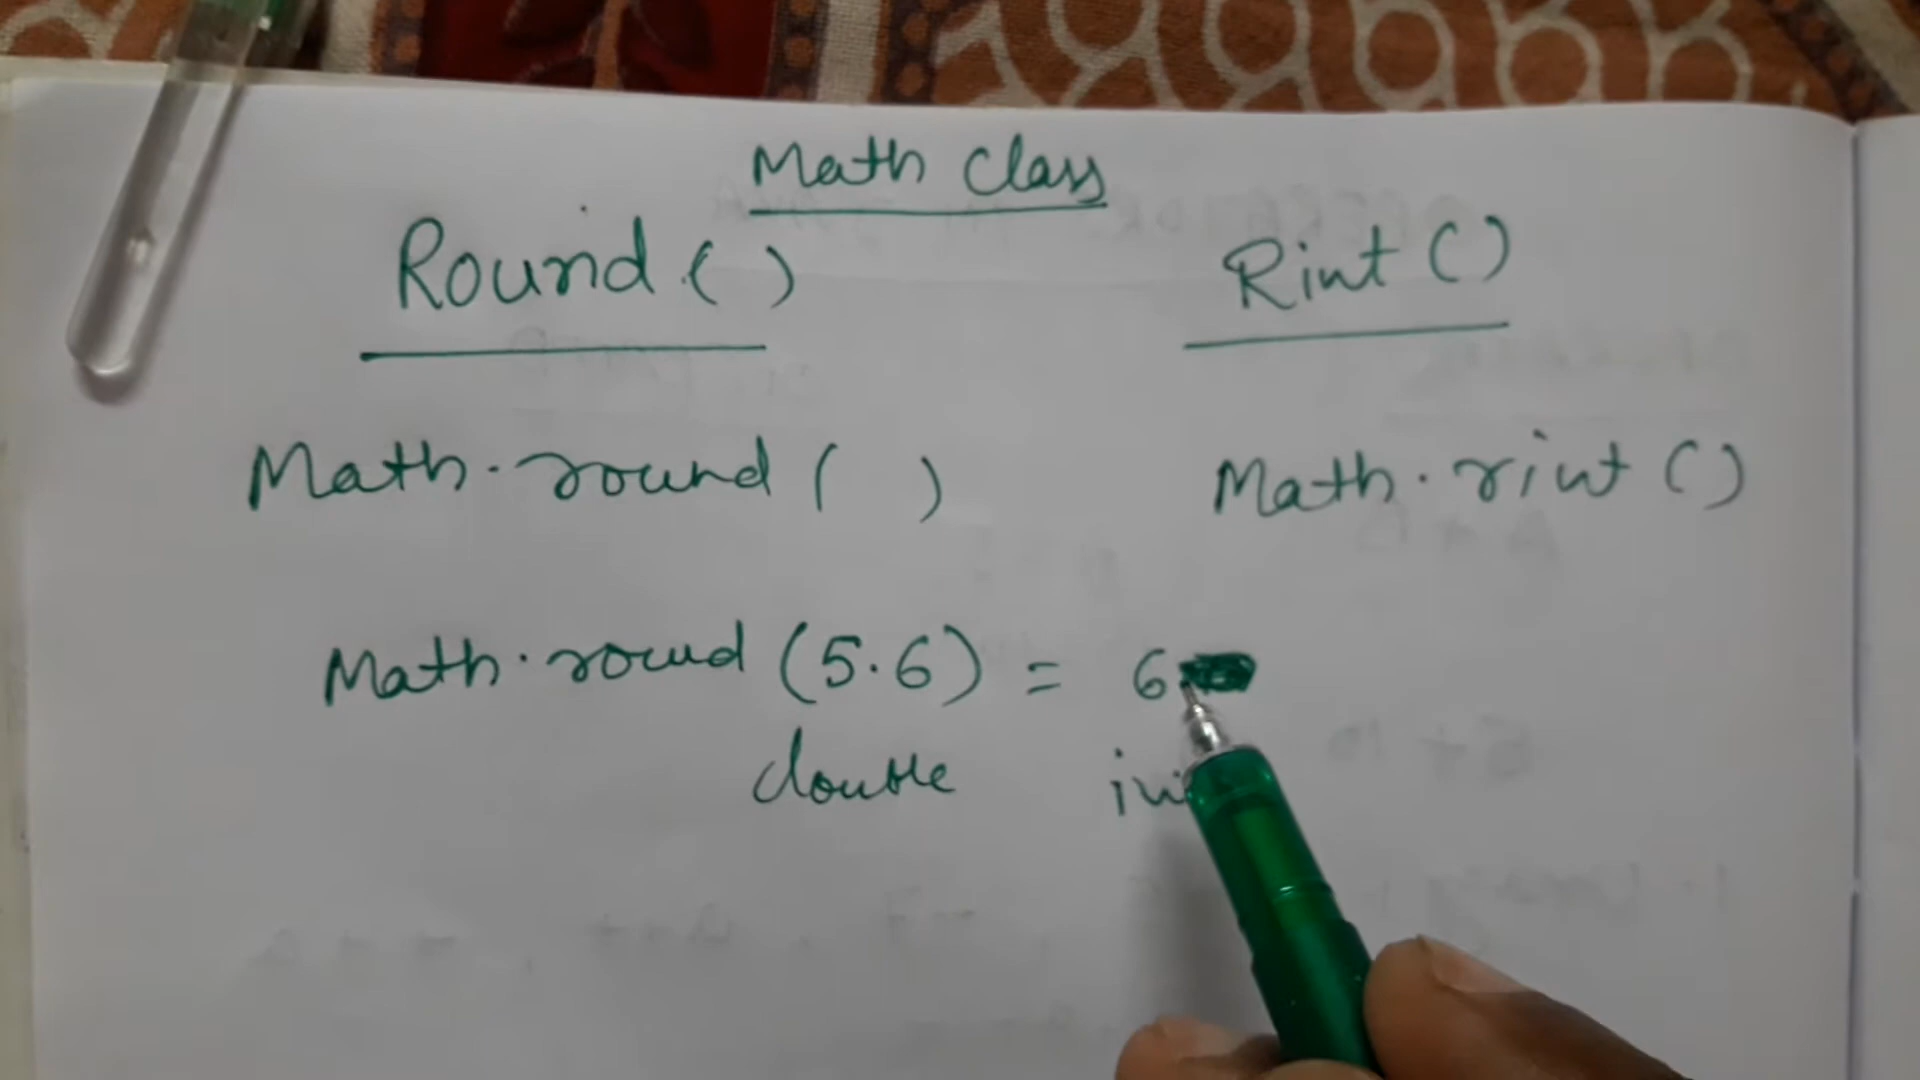 Math Class
Round ( )
Rint ( )
Math.round ( )
Math.rint ( )
Math.round (5.6) = 6
double